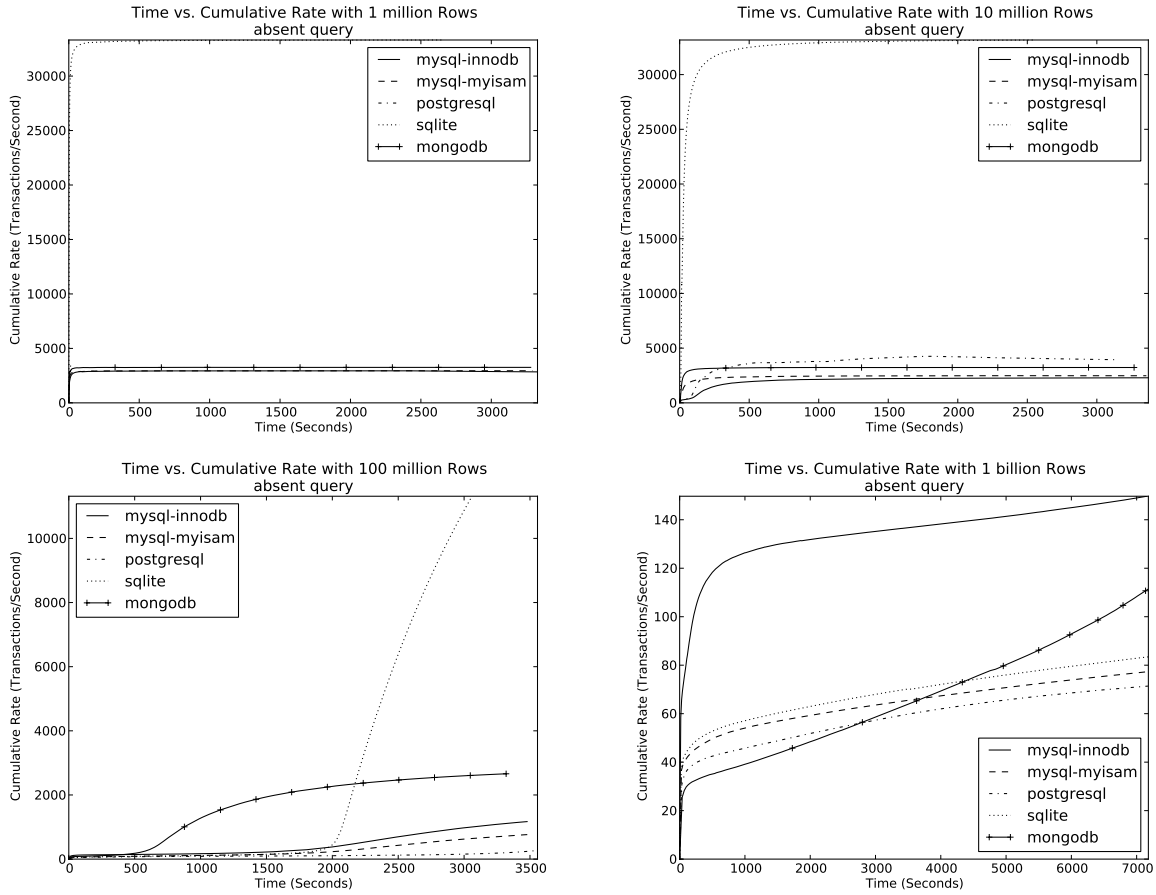 Time vs. Cumulative Rate with 1 million Rows
absent query
Cumulative Rate (Transactions/Second)
30000
25000
20000
15000
10000
5000
0
0 500 1000 1500 2000 2500 3000
Time (Seconds)
mysql-innodb
mysql-myisam
postgresql
sqlite
mongodb
Time vs. Cumulative Rate with 10 million Rows
absent query
Cumulative Rate (Transactions/Second)
30000
25000
20000
15000
10000
5000
0
0 500 1000 1500 2000 2500 3000
Time (Seconds)
mysql-innodb
mysql-myisam
postgresql
sqlite
mongodb
Time vs. Cumulative Rate with 100 million Rows
absent query
Cumulative Rate (Transactions/Second)
10000
8000
6000
4000
2000
0
0 500 1000 1500 2000 2500 3000 3500
Time (Seconds)
mysql-innodb
mysql-myisam
postgresql
sqlite
mongodb
Time vs. Cumulative Rate with 1 billion Rows
absent query
Cumulative Rate (Transactions/Second)
140
120
100
80
60
40
20
0
0 1000 2000 3000 4000 5000 6000 7000
Time (Seconds)
mysql-innodb
mysql-myisam
postgresql
sqlite
mongodb